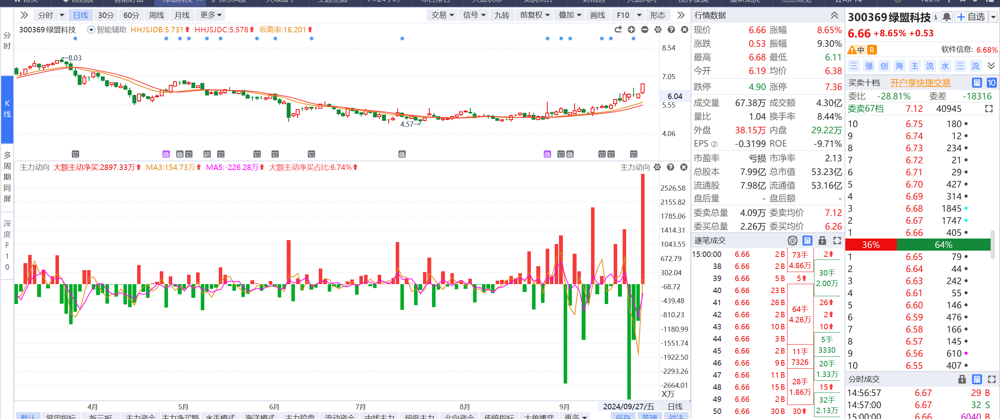 分时 日线 30分 60分 周线 月线 更多 交易 信号 九转 前复权 叠加 画线 F10 形态
300369 绿盟科技 智能辅助 HHJSJDB:5.731 HHJSJDC:5.578 乖离率:16.201
分时
K线
多周期同屏
深度F10
←8.03
4.57→
8.54
7.05
6.04
5.55
4.06
它 叠 叠 它 研 它 它 它 它 叠 叠 它 叠 它 它 它
主力动向 大额主动净买:2897.33万 MA3:154.73万 MA5:-226.28万 大额主动净买占比:6.74% 主力动向
2526.58
2155.82
1785.06
1414.31
1043.55
672.79
302.04
-68.72
-439.48
-810.23
-1180.99
-1551.74
-1922.50
-2293.26
-2664.01
X万
4月 5月 6月 7月 8月 9月 2024/09/27/五 日线
默认 常用指标 新三板 主力资金 主力净买额 水手模式 海洋模式 主力控盘 流动资金 中线主力 超级主力 北向资金 传统指标 大单博弈 更多 保存 管理 战法
行情数据
现价 6.66 涨幅 8.65%
涨跌 0.53 振幅 9.30%
最高 6.68 最低 6.11
今开 6.19 均价 6.38
跌停 4.90 涨停 7.36
成交量 67.38万 成交额 4.30亿
量比 1.04 换手率 8.44%
外盘 38.15万 内盘 29.22万
EPS ② -0.3199 ROE -9.71%
市盈率 亏损 市净率 2.13
总股本 7.99亿 总市值 53.23亿
流通股 7.98亿 流通值 53.16亿
盘后量 - 盘后额 -
委卖总量 4.09万 委卖均价 7.12
委买总量 2.26万 委买均价 6.26
逐笔成交 单 量
15:00:00 6.66 2 B
38 6.66 2 B
39 6.66 5 B
40 6.66 23 B
41 6.66 26 B
42 6.66 2 B
43 6.66 10 B
44 6.66 3 B
45 6.66 2 B
46 6.66 9 B
47 6.66 11 B
48 6.66 15 B
49 6.66 2 B
50 6.66 30 B
73手
4.86万
5
64手
4.26万
11手
7326
28手
1.86万
30
2
30手
2.00万
26
2
10
5手
3330
20手
1.33万
15
32手
2.13万
300369 绿盟科技 自选
6.66 +8.65% +0.53
中 R 软件信息: 6.68%
三 强 创 海 主 流 水 三 流
买卖十档 开户享快捷交易 量 10
委比 -28.81% 委差 -18316
委卖67档 7.12 40945
10 6.75 180
9 6.74 12
8 6.73 234
7 6.72 21
6 6.71 29
5 6.70 427
4 6.69 314
3 6.68 1845
2 6.67 1747
1 6.66 405
36% 64%
1 6.65 79
2 6.64 44
3 6.63 242
4 6.61 55
5 6.60 146
6 6.59 476
7 6.58 166
8 6.57 145
9 6.56 610
10 6.55 407
分时成交 量
14:56:57 6.67 29 B
14:57:00 6.67 32 S
15:00:00 6.66 6040 B